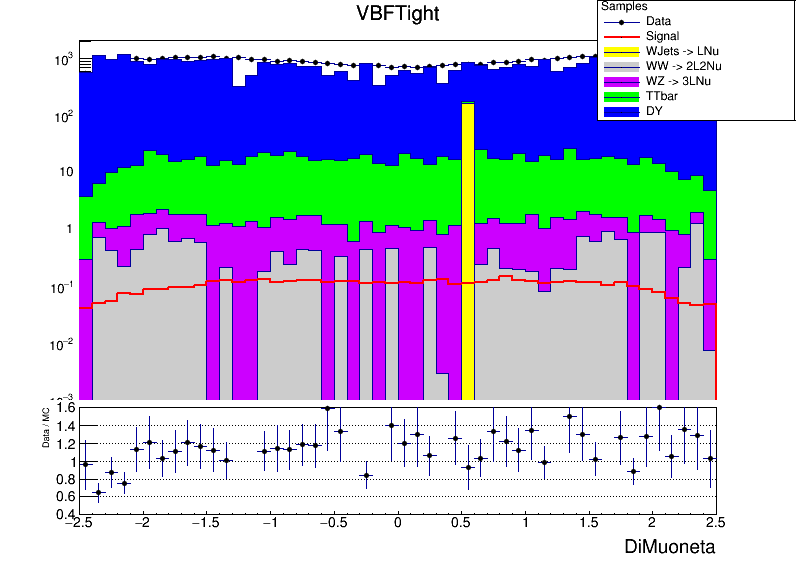 VBFTight
Samples
Data
Signal
WJets -> LNu
WW -> 2L2Nu
WZ -> 3LNu
TTbar
DY
10³
10²
10
1
10⁻¹
10⁻²
Data / MC
1.6
1.4
1.2
1
0.8
0.6
0.4
−2.5 −2 −1.5 −1 −0.5 0 0.5 1 1.5 2 2.5
DiMuoneta